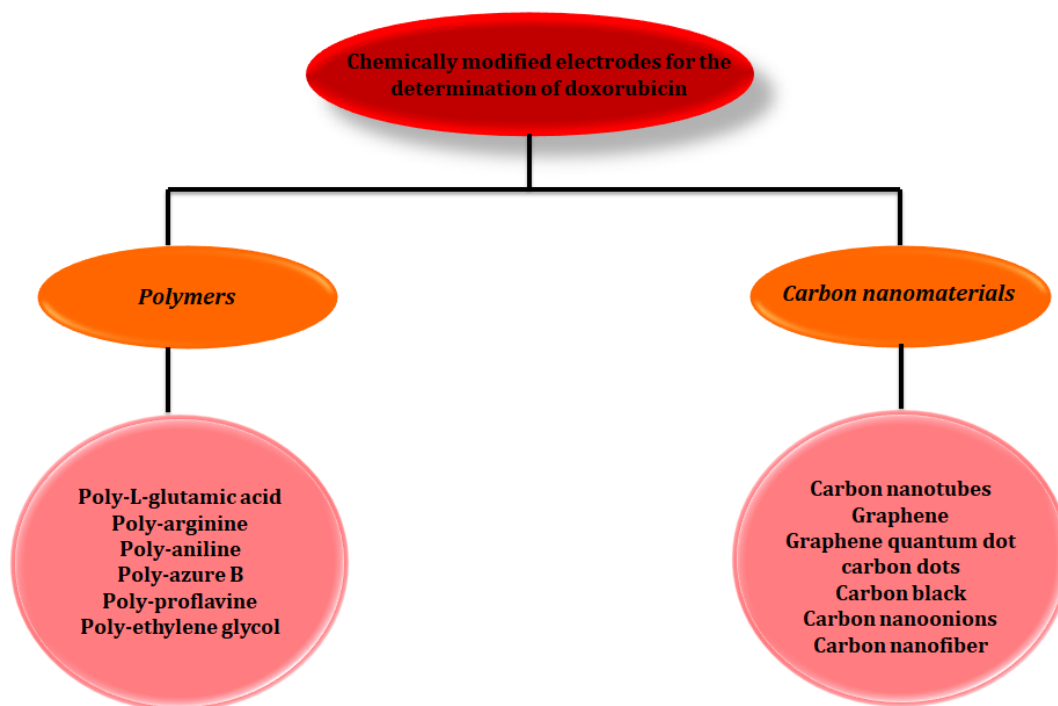 Chemically modified electrodes for the
determination of doxorubicin
Polymers
Carbon nanomaterials
Poly-L-glutamic acid
Poly-arginine
Poly-aniline
Poly-azure B
Poly-proflavine
Poly-ethylene glycol
Carbon nanotubes
Graphene
Graphene quantum dot
carbon dots
Carbon black
Carbon nanoonions
Carbon nanofiber